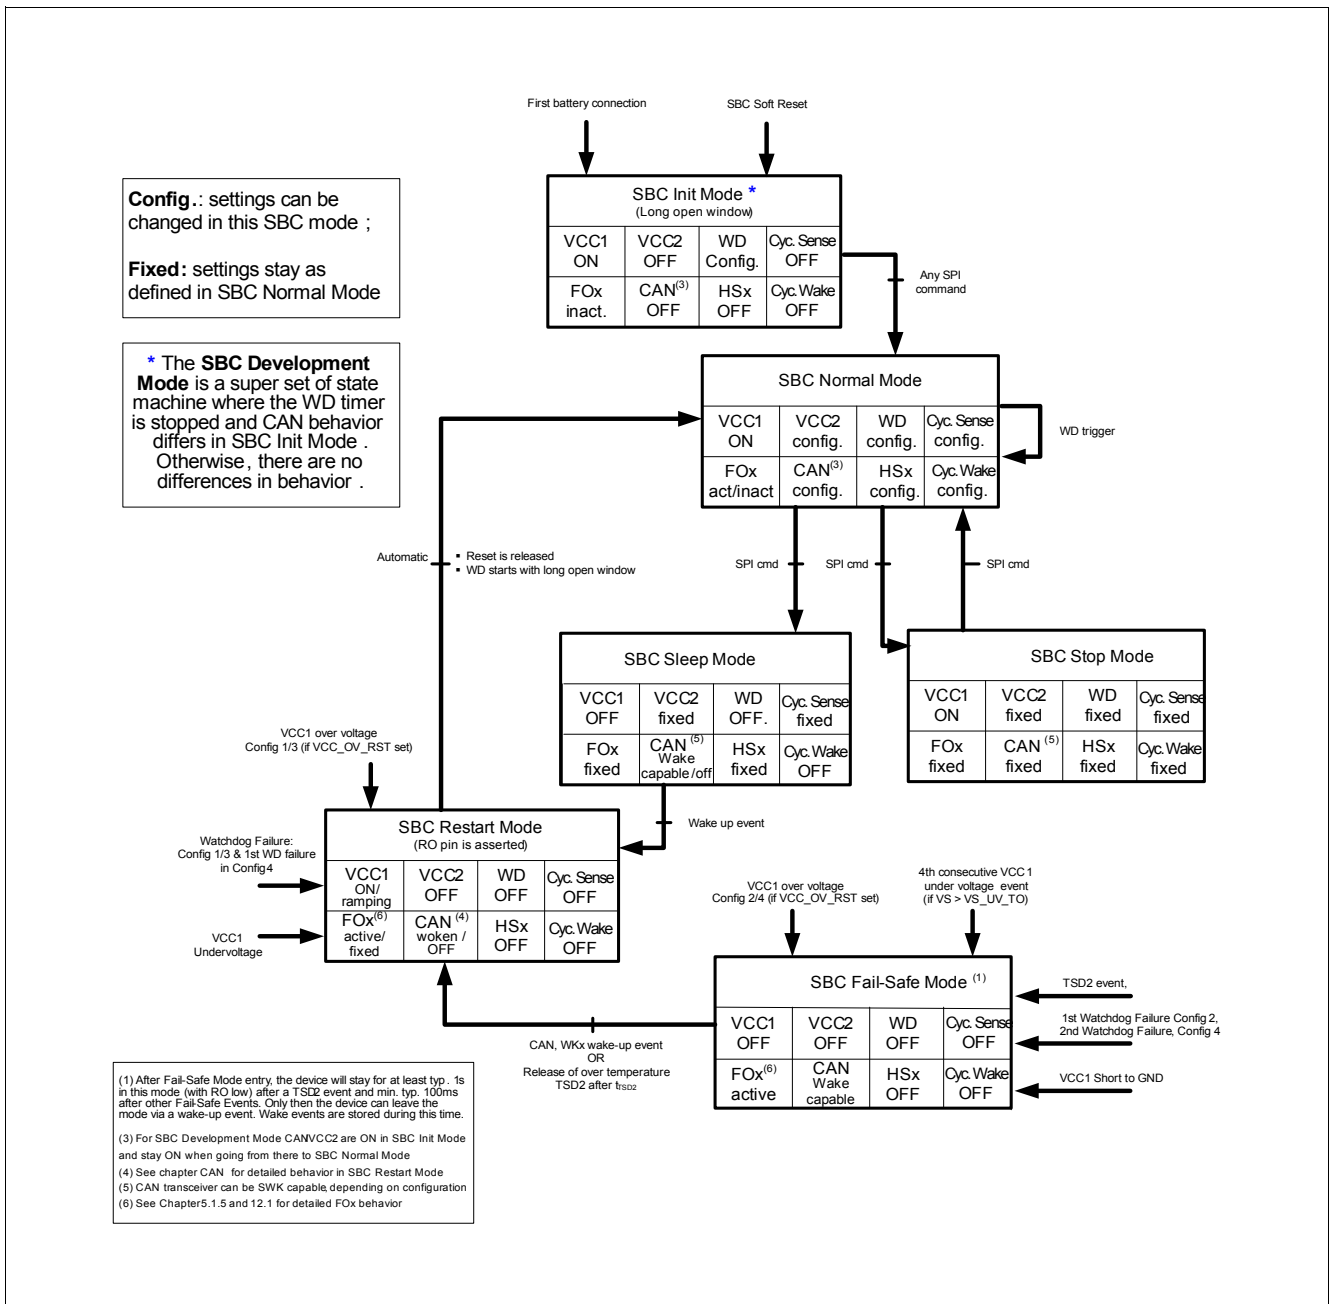 First battery connection
SBC Soft Reset
Config.: settings can be
changed in this SBC mode ;
Fixed: settings stay as
defined in SBC Normal Mode
* The SBC Development
Mode is a super set of state
machine where the WD timer
is stopped and CAN behavior
differs in SBC Init Mode .
Otherwise, there are no
differences in behavior .
SBC Init Mode *
(Long open window)
VCC1
ON
VCC2
OFF
WD
Config.
Cyc. Sense
OFF
FOx
inact.
CAN(3)
OFF
HSx
OFF
Cyc. Wake
OFF
Any SPI
command
SBC Normal Mode
VCC1
ON
VCC2
config.
WD
config.
Cyc. Sense
config.
FOx
act/inact
CAN(3)
config.
HSx
config.
Cyc. Wake
config.
WD trigger
Automatic
▪ Reset is released
▪ WD starts with long open window
SPI cmd
SPI cmd
SPI cmd
SBC Sleep Mode
VCC1
OFF
VCC2
fixed
WD
OFF.
Cyc. Sense
fixed
FOx
fixed
CAN (5)
Wake
capable /off
HSx
fixed
Cyc. Wake
OFF
SBC Stop Mode
VCC1
ON
VCC2
fixed
WD
fixed
Cyc. Sense
fixed
FOx
fixed
CAN (5)
fixed
HSx
fixed
Cyc. Wake
fixed
VCC1 over voltage
Config 1/3 (if VCC_OV_RST set)
Wake up event
SBC Restart Mode
(RO pin is asserted)
VCC1
ON/
ramping
VCC2
OFF
WD
OFF
Cyc. Sense
OFF
FOx(6)
active/
fixed
CAN (4)
woken /
OFF
HSx
OFF
Cyc. Wake
OFF
Watchdog Failure:
Config 1/3 & 1st WD failure
in Config4
VCC1
Undervoltage
VCC1 over voltage
Config 2/4 (if VCC_OV_RST set)
4th consecutive VCC1
under voltage event
(if VS > VS_UV_TO)
SBC Fail-Safe Mode (1)
VCC1
OFF
VCC2
OFF
WD
OFF
Cyc. Sense
OFF
FOx(6)
active
CAN
Wake
capable
HSx
OFF
Cyc. Wake
OFF
TSD2 event,
1st Watchdog Failure Config 2,
2nd Watchdog Failure, Config 4
VCC1 Short to GND
CAN, WKx wake-up event
OR
Release of over temperature
TSD2 after tTSD2
(1) After Fail-Safe Mode entry, the device will stay for at least typ. 1s
in this mode (with RO low) after a TSD2 event and min. typ. 100ms
after other Fail-Safe Events. Only then the device can leave the
mode via a wake-up event. Wake events are stored during this time.
(3) For SBC Development Mode CAN/VCC2 are ON in SBC Init Mode
and stay ON when going from there to SBC Normal Mode
(4) See chapter CAN for detailed behavior in SBC Restart Mode
(5) CAN transceiver can be SWK capable, depending on configuration
(6) See Chapter 5.1.5 and 12.1 for detailed FOx behavior